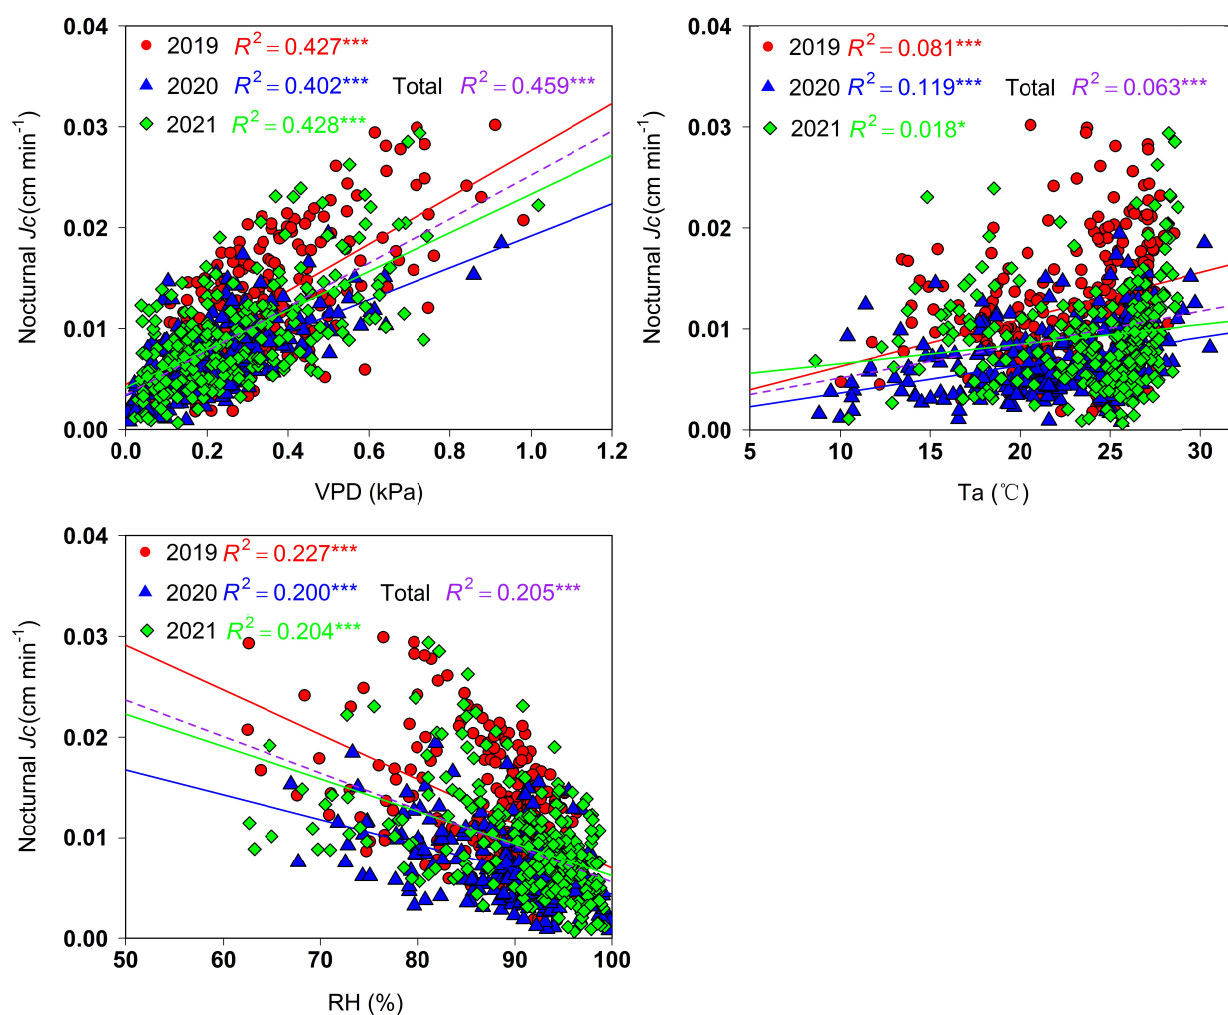 0.04
0.03
0.02
0.01
0.00
Nocturnal Jc(cm min⁻¹)
2019 R² = 0.427***
2020 R² = 0.402*** Total R² = 0.459***
2021 R² = 0.428***
0.0 0.2 0.4 0.6 0.8 1.0 1.2
VPD (kPa)
0.04
0.03
0.02
0.01
0.00
Nocturnal Jc(cm min⁻¹)
2019 R² = 0.081***
2020 R² = 0.119*** Total R² = 0.063***
2021 R² = 0.018*
5 10 15 20 25 30
Ta (℃)
0.04
0.03
0.02
0.01
0.00
Nocturnal Jc(cm min⁻¹)
2019 R² = 0.227***
2020 R² = 0.200*** Total R² = 0.205***
2021 R² = 0.204***
50 60 70 80 90 100
RH (%)